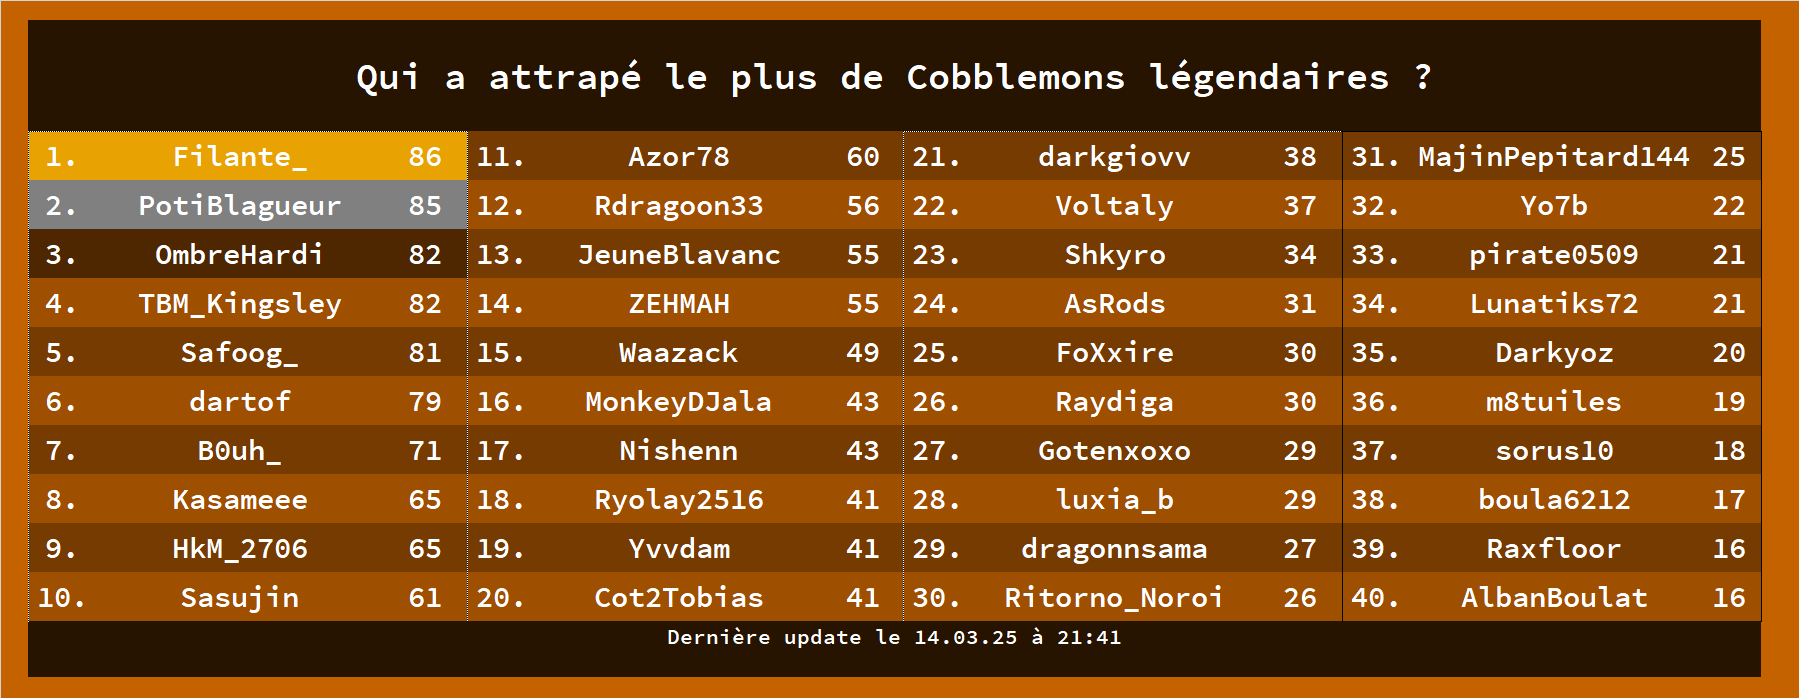 Qui a attrapé le plus de Cobblemons légendaires ?
1. Filante_ 86
2. PotiBlagueur 85
3. OmbreHardi 82
4. TBM_Kingsley 82
5. Safoog_ 81
6. dartof 79
7. B0uh_ 71
8. Kasameee 65
9. HkM_2706 65
10. Sasujin 61
11. Azor78 60
12. Rdragoon33 56
13. JeuneBlavanc 55
14. ZEHMAH 55
15. Waazack 49
16. MonkeyDJala 43
17. Nishenn 43
18. Ryolay2516 41
19. Yvvdam 41
20. Cot2Tobias 41
21. darkgiovv 38
22. Voltaly 37
23. Shkyro 34
24. AsRods 31
25. FoXxire 30
26. Raydiga 30
27. Gotenxoxo 29
28. luxia_b 29
29. dragonnsama 27
30. Ritorno_Noroi 26
31. MajinPepitard144 25
32. Yo7b 22
33. pirate0509 21
34. Lunatiks72 21
35. Darkyoz 20
36. m8tuiles 19
37. sorus10 18
38. boula6212 17
39. Raxfloor 16
40. AlbanBoulat 16
Dernière update le 14.03.25 à 21:41